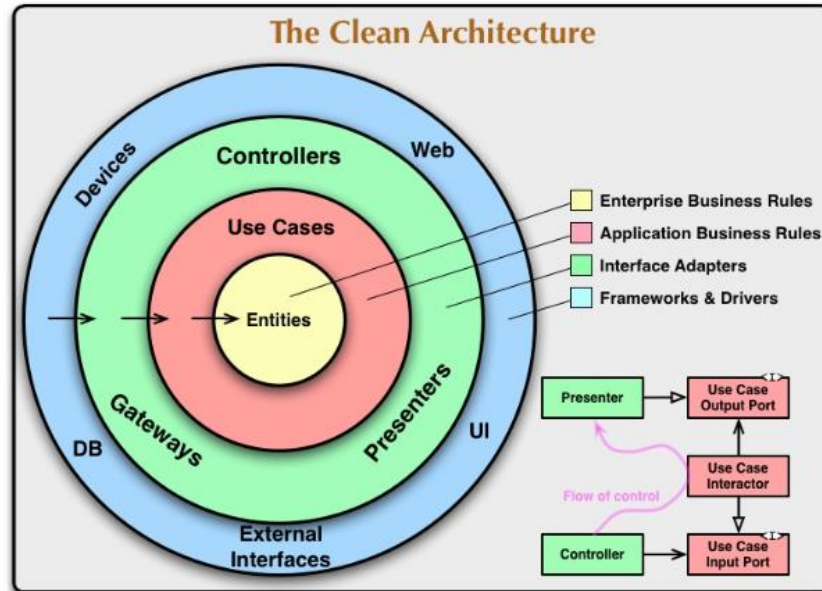 The Clean Architecture
Devices
Web
Controllers
Use Cases
Entities
Gateways
Presenters
DB
UI
External
Interfaces
Enterprise Business Rules
Application Business Rules
Interface Adapters
Frameworks & Drivers
Presenter
Use Case
Output Port
<I>
Flow of control
Use Case
Interactor
Controller
Use Case
Input Port
<I>